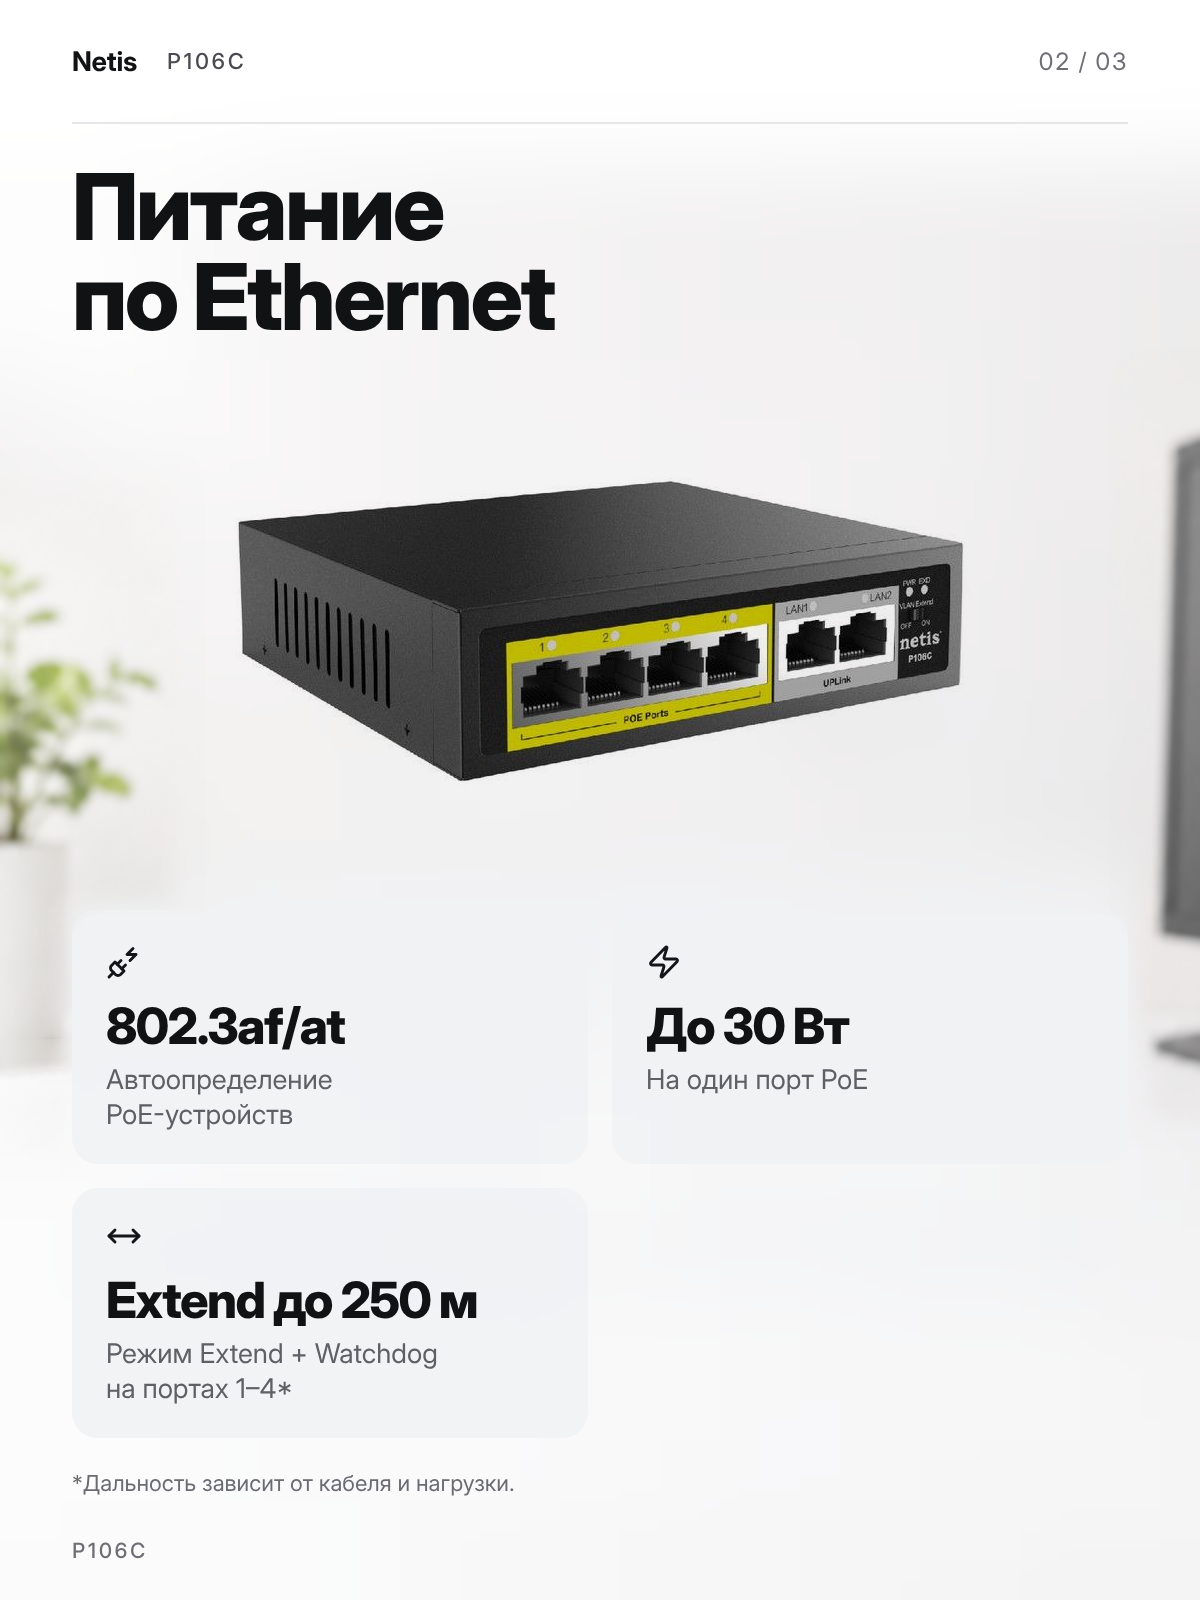 Netis P106C 02 / 03
Питание
по Ethernet
PWR EXD
VLAN Extend
OFF ON
netis
P106C
1 2 3 4
LAN1 LAN2
POE Ports
UPLink
802.3af/at
Автоопределение
PoE-устройств
До 30 Вт
На один порт PoE
Extend до 250 м
Режим Extend + Watchdog
на портах 1–4*
*Дальность зависит от кабеля и нагрузки.
P106C